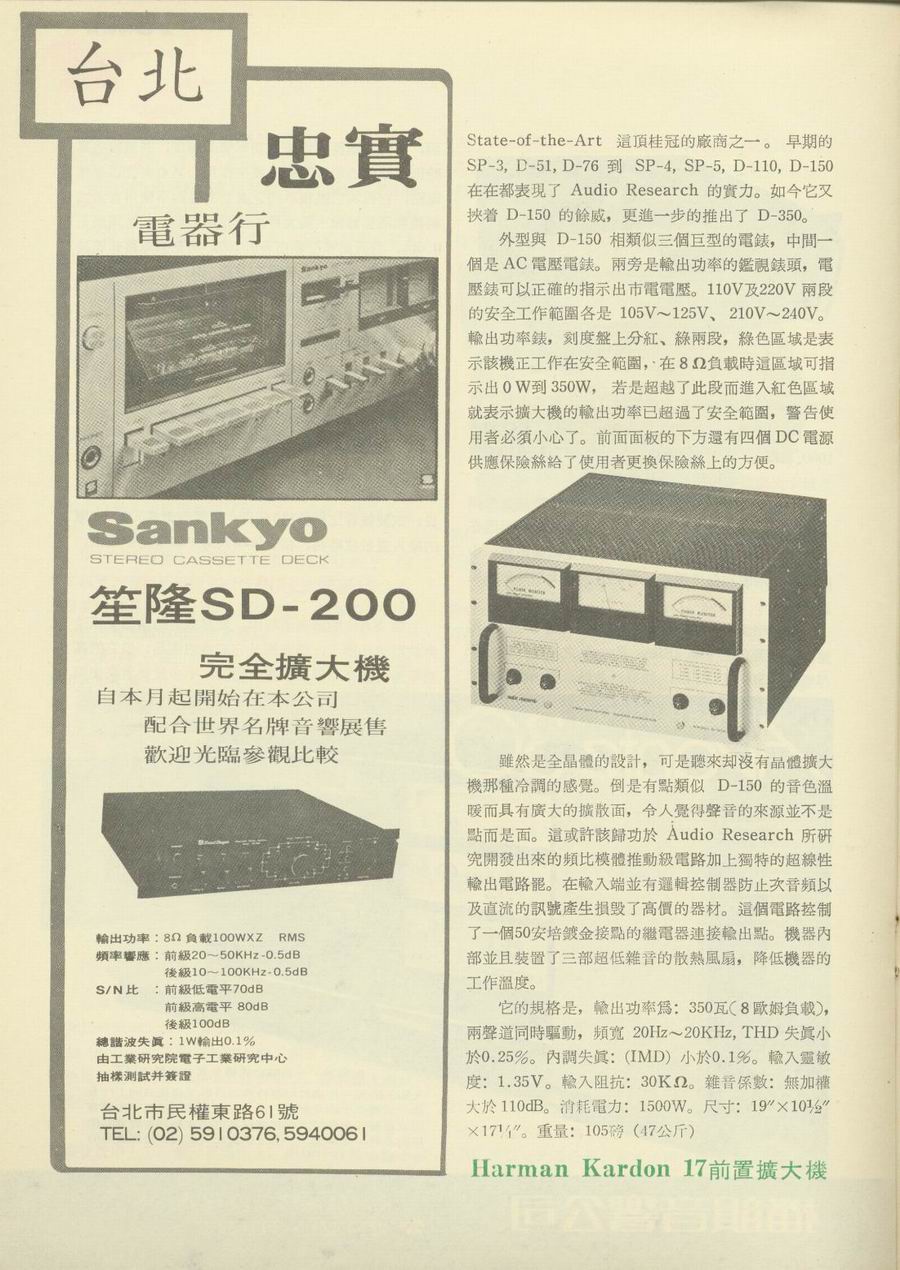 台北
忠實
電器行
Sankyo
Sankyo
STEREO CASSETTE DECK
笙隆SD-200
完全擴大機
自本月起開始在本公司
配合世界名牌音響展售
歡迎光臨參觀比較
輸出功率：8Ω 負載100WX2 RMS
頻率響應：前級20～50KHz-0.5dB
後級10～100KHz-0.5dB
S/N比 ：前級低電平70dB
前級高電平 80dB
後級100dB
總諧波失眞：1W輸出0.1%
由工業研究院電子工業研究中心
抽樣測試并簽證
台北市民權東路61號
TEL: (02) 5910376,5940061
State-of-the-Art 這頂桂冠的廠商之一。 早期的
SP-3, D-51, D-76 到 SP-4, SP-5, D-110, D-150
在在都表現了 Audio Research 的實力。如今它又
挾着 D-150 的餘威，更進一步的推出了 D-350。
外型與 D-150 相類似三個巨型的電錶，中間一
個是 AC 電壓電錶。兩旁是輸出功率的鑑視錶頭，電
壓錶可以正確的指示出市電電壓。110V及220V 兩段
的安全工作範圍各是 105V～125V、 210V～240V。
輸出功率錶，刻度盤上分紅、綠兩段，綠色區域是表
示該機正工作在安全範圍，在 8 Ω負載時這區域可指
示出 0 W到 350W， 若是超越了此段而進入紅色區域
就表示擴大機的輸出功率已超過了安全範圍，警告使
用者必須小心了。前面面板的下方還有四個 DC 電源
供應保險絲給了使用者更換保險絲上的方便。
雖然是全晶體的設計，可是聽來却沒有晶體擴大
機那種冷調的感覺。倒是有點類似 D-150 的音色溫
暖而具有廣大的擴散面，令人覺得聲音的來源並不是
點而是面。這或許該歸功於 Audio Research 所硏
究開發出來的頻比模體推動級電路加上獨特的超線性
輸出電路罷。在輸入端並有邏輯控制器防止次音頻以
及直流的訊號產生損毀了高價的器材。這個電路控制
了一個50安培鍍金接點的繼電器連接輸出點。機器內
部並且裝置了三部超低雜音的散熱風扇，降低機器的
工作溫度。
它的規格是，輸出功率爲：350瓦（8歐姆負載），
兩聲道同時驅動，頻寬 20Hz～20KHz, THD 失眞小
於0.25%。內調失眞：(IMD) 小於0.1%。輸入靈敏
度：1.35V。輸入阻抗：30KΩ。雜音係數：無加權
大於 110dB。消耗電力：1500W。尺寸：19″×10½″
×17¼″。重量：105磅（47公斤）
Harman Kardon 17前置擴大機